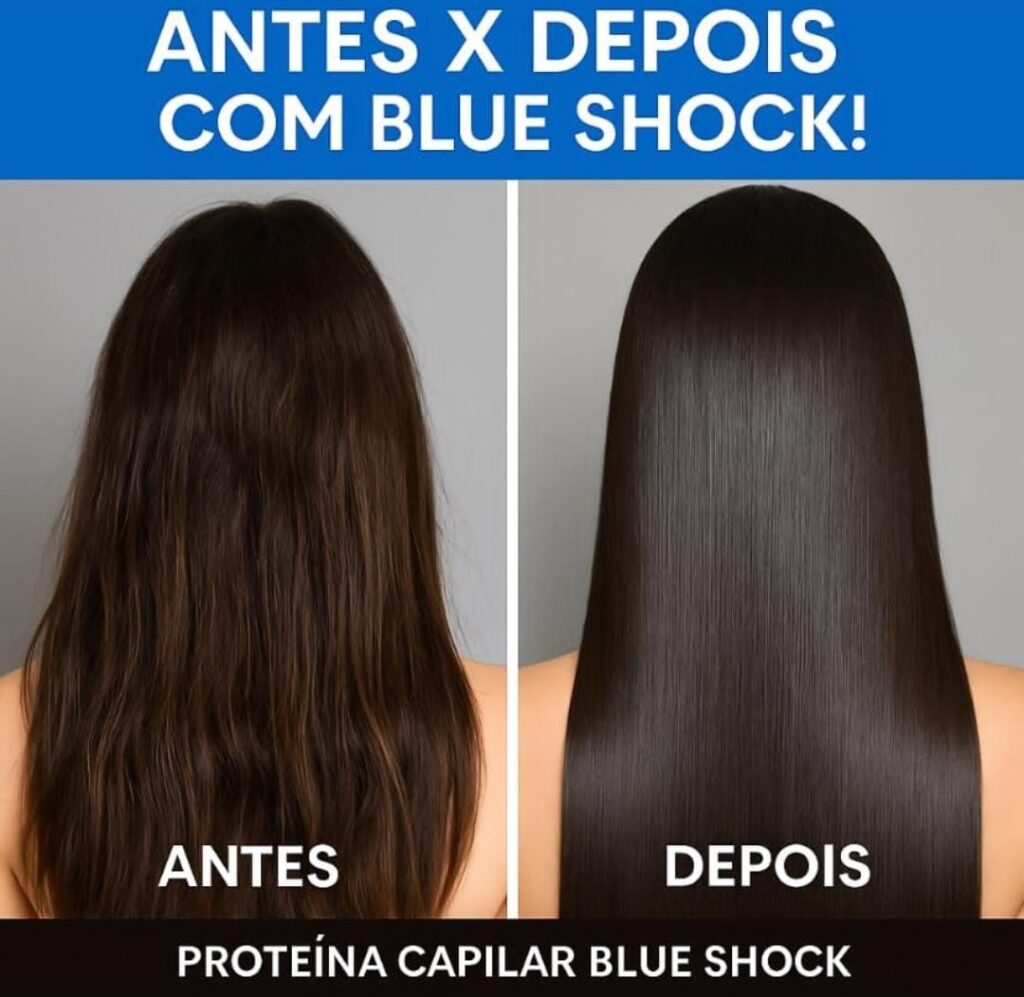 ANTES X DEPOIS
COM BLUE SHOCK!
ANTES
DEPOIS
PROTEÍNA CAPILAR BLUE SHOCK